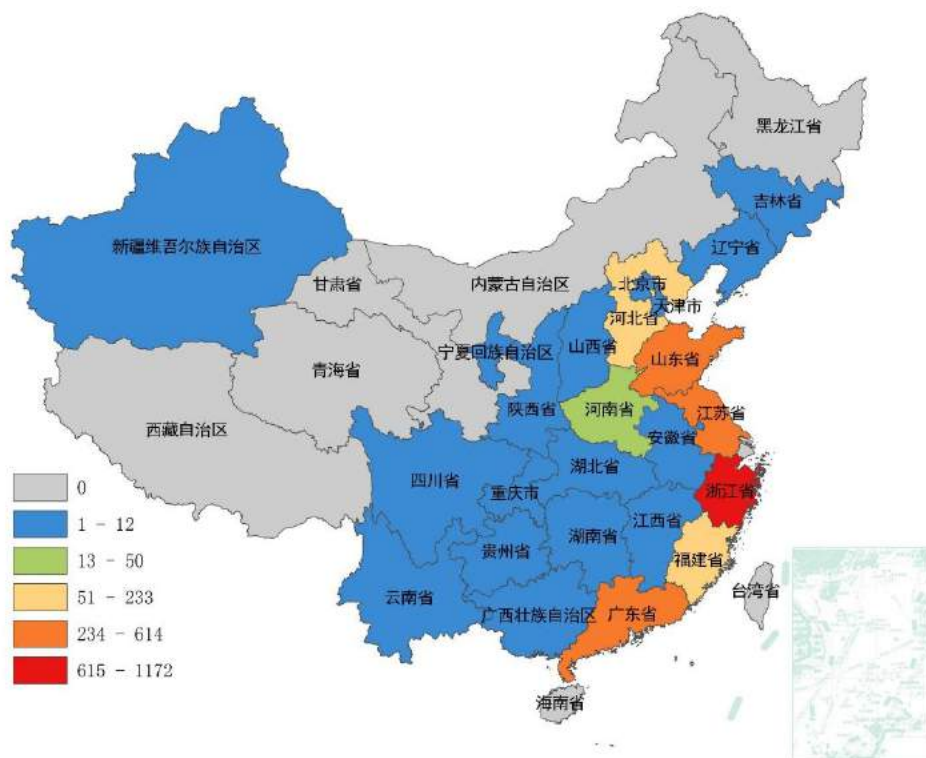 黑龙江省
吉林省
辽宁省
新疆维吾尔族自治区
甘肃省
内蒙古自治区
北京市
天津市
河北省
宁夏回族自治区
山西省
山东省
青海省
陕西省
河南省
江苏省
西藏自治区
安徽省
四川省
湖北省
重庆市
浙江省
江西省
湖南省
贵州省
福建省
云南省
广西壮族自治区
广东省
台湾省
海南省
0
1 - 12
13 - 50
51 - 233
234 - 614
615 - 1172